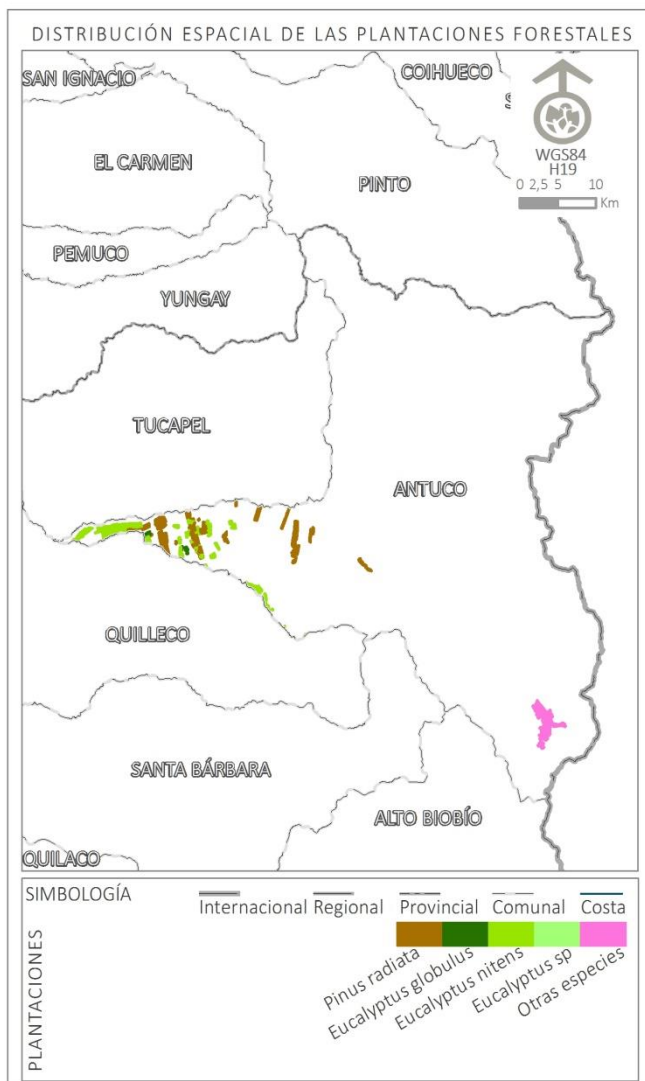 DISTRIBUCIÓN ESPACIAL DE LAS PLANTACIONES FORESTALES
SAN IGNACIO
COIHUECO
EL CARMEN
WGS84
H19
0 2,5 5 10
Km
PINTO
PEMUCO
YUNGAY
TUCAPEL
ANTUCO
QUILLECO
SANTA BÁRBARA
ALTO BIOBÍO
QUILACO
SIMBOLOGÍA
Internacional Regional Provincial Comunal Costa
PLANTACIONES
Pinus radiata
Eucalyptus globulus
Eucalyptus nitens
Eucalyptus sp
Otras especies